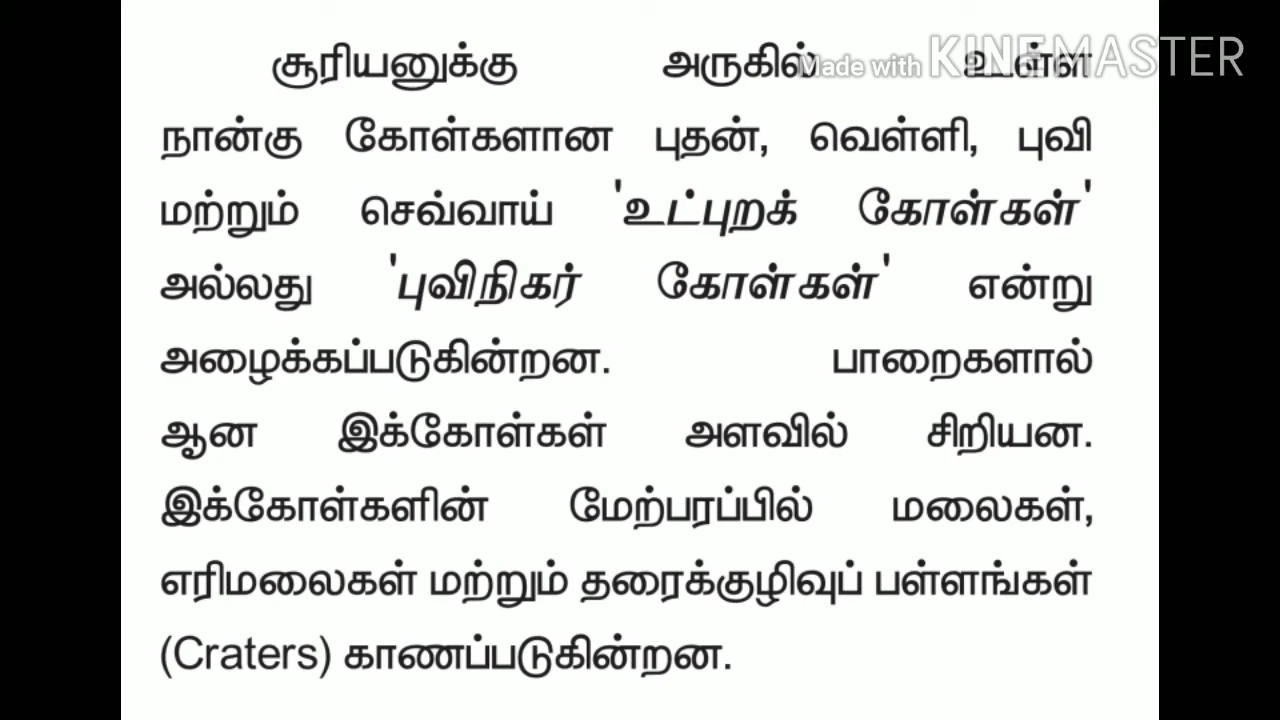 சூரியனுக்கு அருகில் உள்ள
Made with KINEMASTER
நான்கு கோள்களான புதன், வெள்ளி, புவி
மற்றும் செவ்வாய் 'உட்புறக் கோள்கள்'
அல்லது 'புவிநிகர் கோள்கள்' என்று
அழைக்கப்படுகின்றன. பாறைகளால்
ஆன இக்கோள்கள் அளவில் சிறியன.
இக்கோள்களின் மேற்பரப்பில் மலைகள்,
எரிமலைகள் மற்றும் தரைக்குழிவுப் பள்ளங்கள்
(Craters) காணப்படுகின்றன.